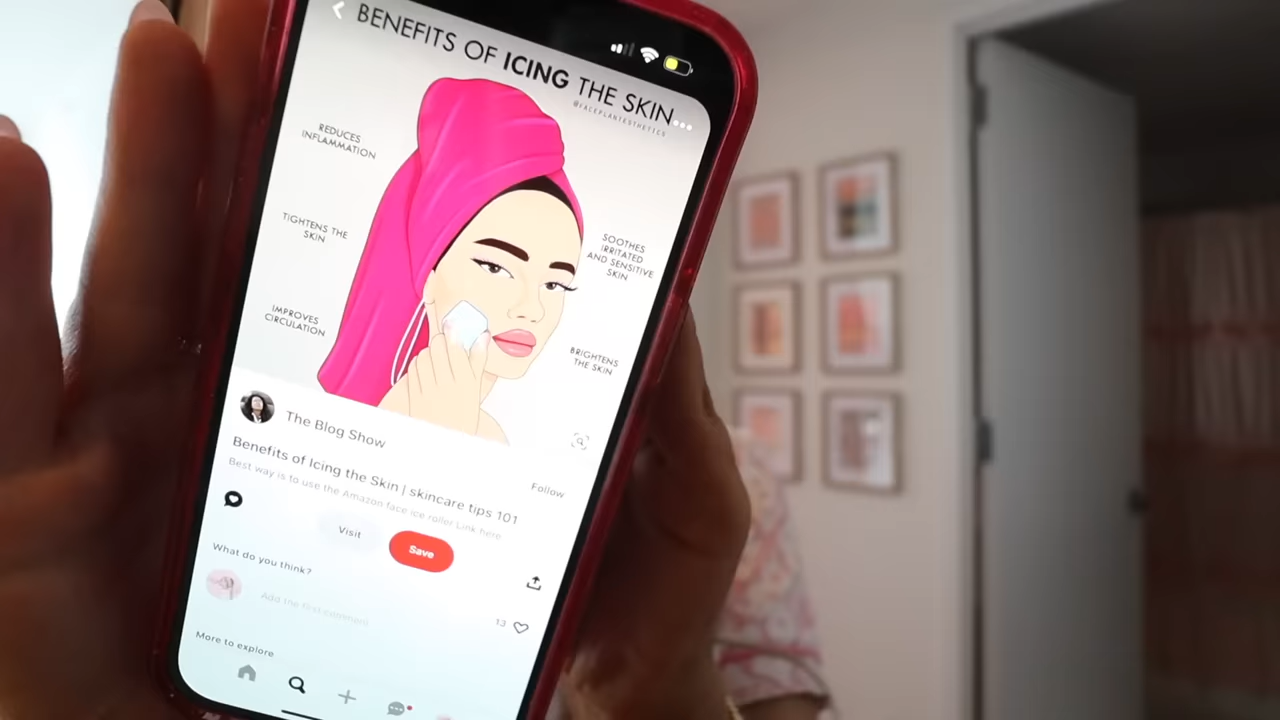 BENEFITS OF ICING THE SKIN
@FACEPLANTESTHETICS
REDUCES
INFLAMMATION
TIGHTENS THE
SKIN
IMPROVES
CIRCULATION
SOOTHES
IRRITATED
AND SENSITIVE
SKIN
BRIGHTENS
THE SKIN
The Blog Show
Follow
Benefits of Icing the Skin | skincare tips 101
Best way is to use the Amazon face ice roller Link here
Visit
Save
What do you think?
Add the first comment
13
More to explore